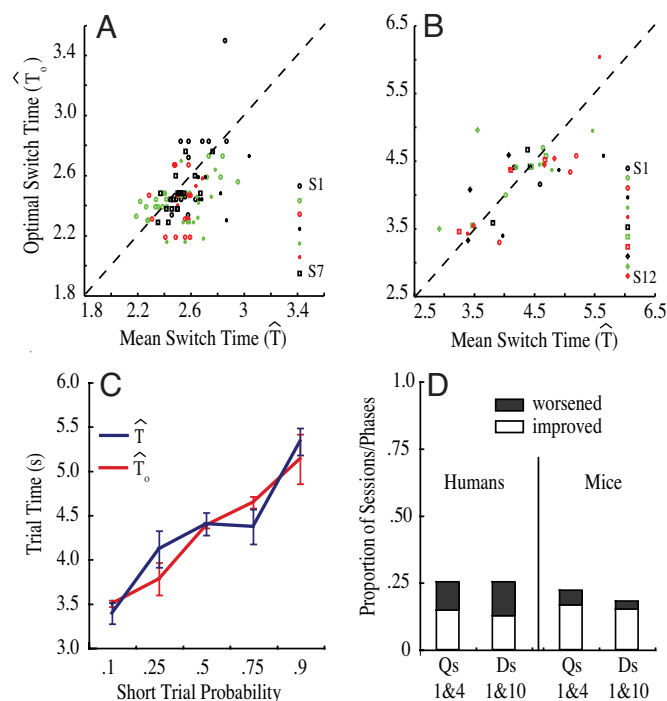 A
Optimal Switch Time (T̂o)
3.4
3.0
2.6
2.2
1.8
1.8 2.2 2.6 3 3.4
Mean Switch Time (T̂)
S1
S7
B
6.5
5.5
4.5
3.5
2.5
2.5 3.5 4.5 5.5 6.5
Mean Switch Time (T̂)
S1
S12
C
Trial Time (s)
6.0
5.5
5.0
4.5
4.0
3.5
3.0
T̂
T̂o
.1 .25 .5 .75 .9
Short Trial Probability
D
Proportion of Sessions/Phases
1.0
.75
.50
.25
0
worsened
improved
Humans Mice
Qs Ds Qs Ds
1&4 1&10 1&4 1&10